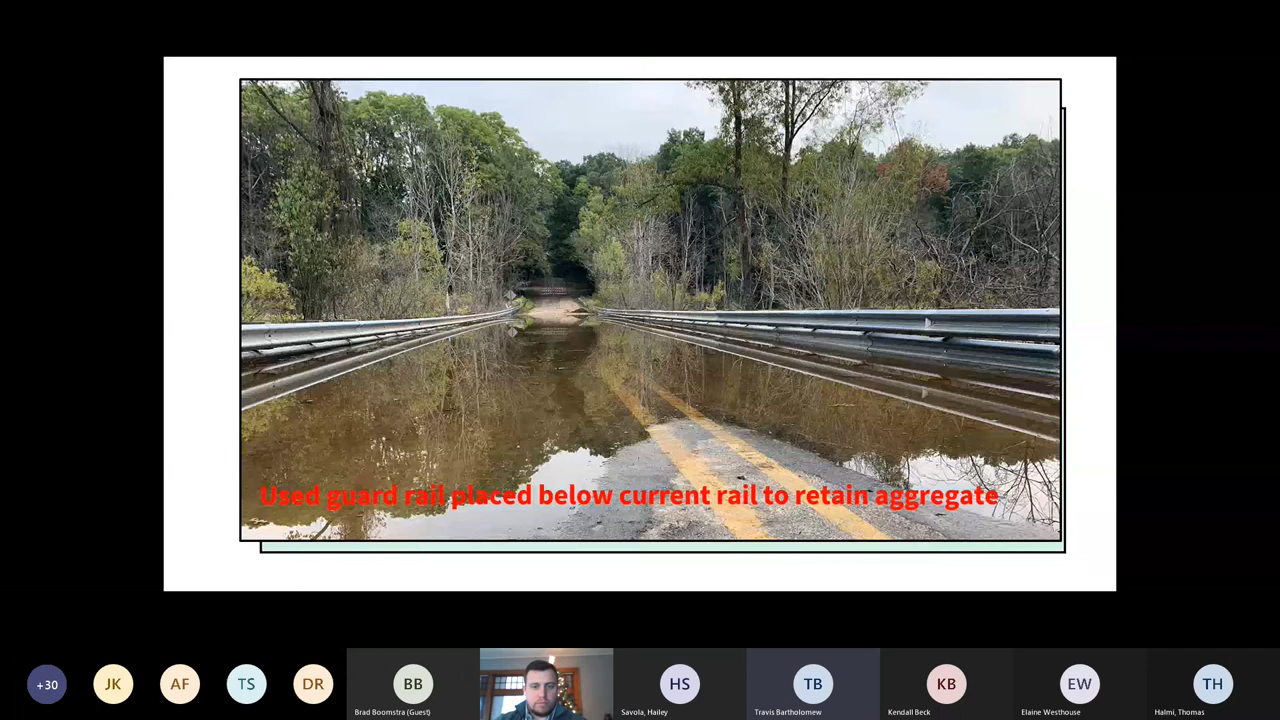 Used guard rail placed below current rail to retain aggregate
+30
JK
AF
TS
DR
BB
HS
TB
KB
EW
TH
Brad Boomstra (Guest)
Savola, Hailey
Travis Bartholomew
Kendall Beck
Elaine Westhouse
Halmi, Thomas